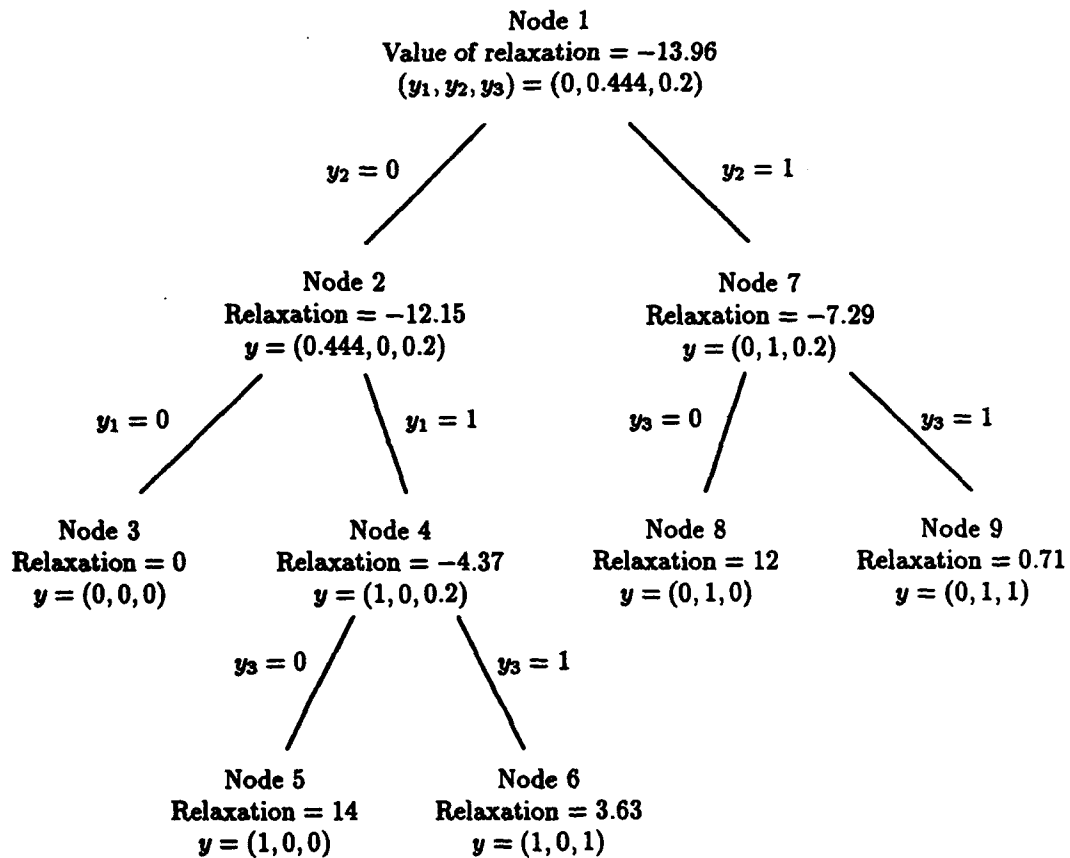 Node 1
Value of relaxation = −13.96
(y₁, y₂, y₃) = (0, 0.444, 0.2)
y₂ = 0
y₂ = 1
Node 2
Relaxation = −12.15
y = (0.444, 0, 0.2)
Node 7
Relaxation = −7.29
y = (0, 1, 0.2)
y₁ = 0
y₁ = 1
y₃ = 0
y₃ = 1
Node 3
Relaxation = 0
y = (0, 0, 0)
Node 4
Relaxation = −4.37
y = (1, 0, 0.2)
Node 8
Relaxation = 12
y = (0, 1, 0)
Node 9
Relaxation = 0.71
y = (0, 1, 1)
y₃ = 0
y₃ = 1
Node 5
Relaxation = 14
y = (1, 0, 0)
Node 6
Relaxation = 3.63
y = (1, 0, 1)